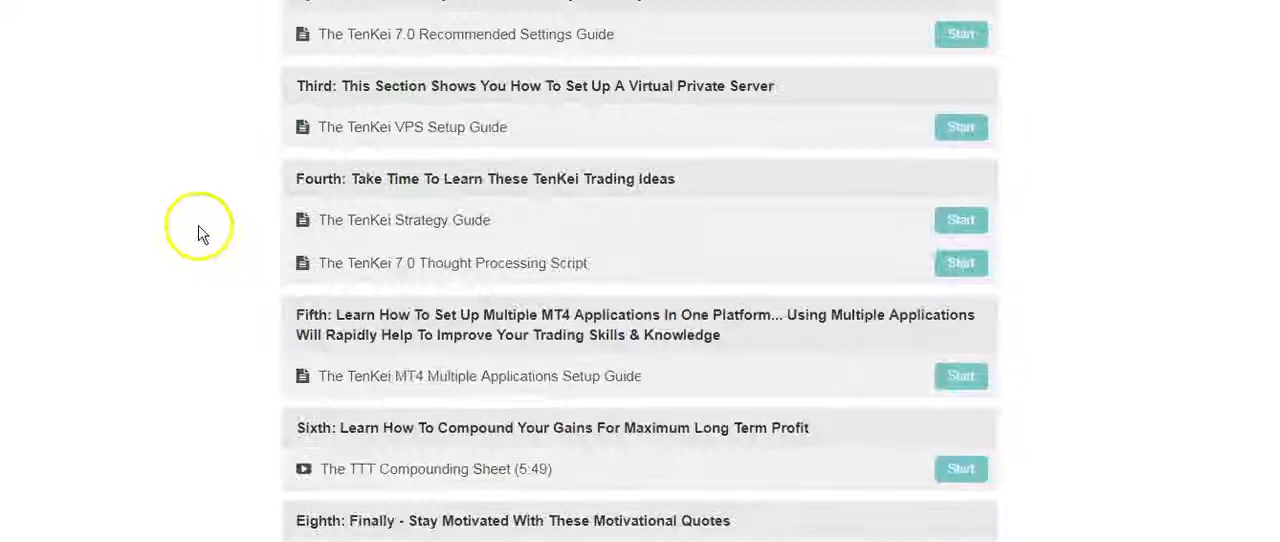 The TenKei 7.0 Recommended Settings Guide
Start
Third: This Section Shows You How To Set Up A Virtual Private Server
The TenKei VPS Setup Guide
Start
Fourth: Take Time To Learn These TenKei Trading Ideas
The TenKei Strategy Guide
Start
The TenKei 7.0 Thought Processing Script
Start
Fifth: Learn How To Set Up Multiple MT4 Applications In One Platform... Using Multiple Applications
Will Rapidly Help To Improve Your Trading Skills & Knowledge
The TenKei MT4 Multiple Applications Setup Guide
Start
Sixth: Learn How To Compound Your Gains For Maximum Long Term Profit
The TTT Compounding Sheet (5:49)
Start
Eighth: Finally - Stay Motivated With These Motivational Quotes